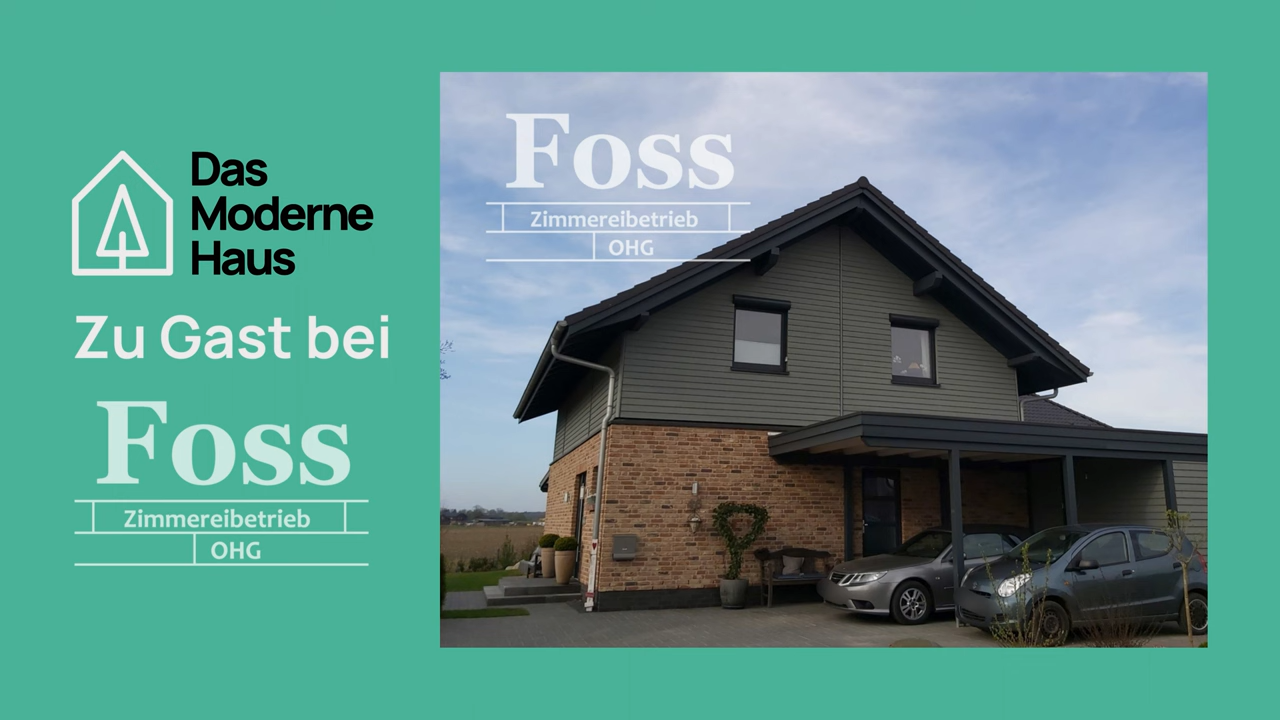 Das
Moderne
Haus
Zu Gast bei
Foss
Zimmereibetrieb
OHG
Foss
Zimmereibetrieb
OHG